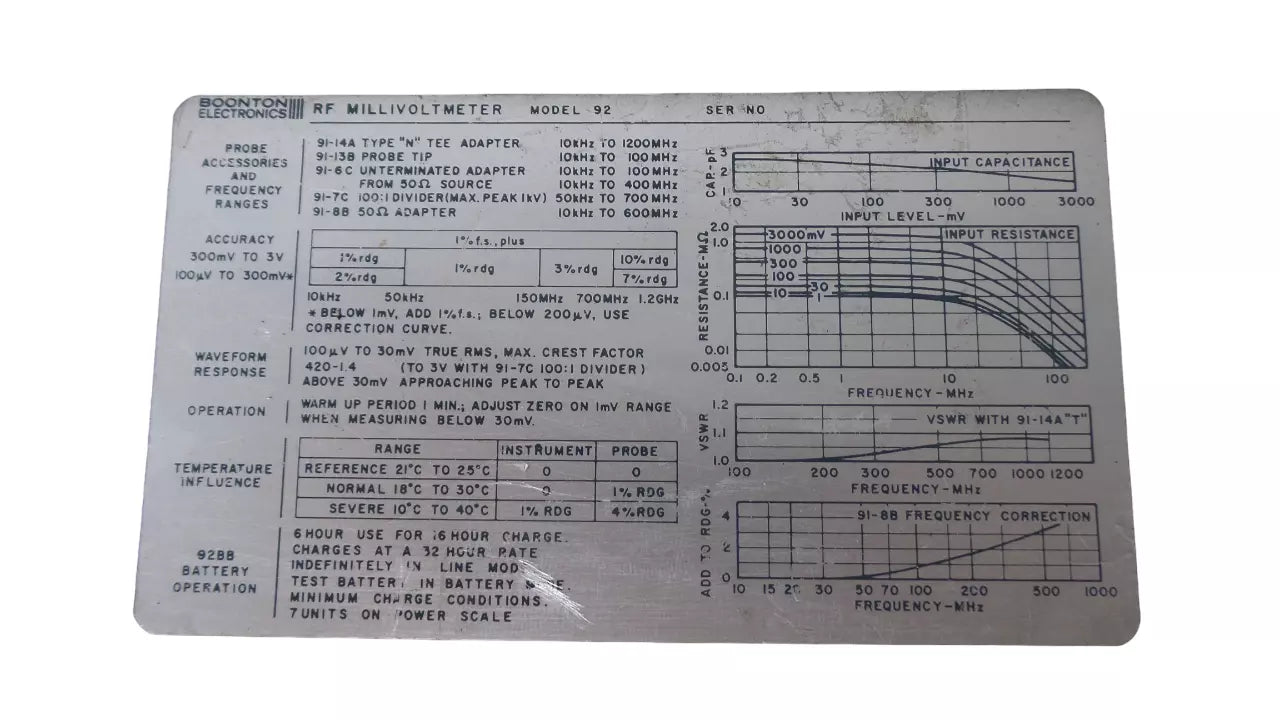 BOONTON
ELECTRONICS
RF MILLIVOLTMETER MODEL 92 SER NO
PROBE
ACCESSORIES
AND
FREQUENCY
RANGES
91-14A TYPE "N" TEE ADAPTER 10kHz TO 1200MHz
91-13B PROBE TIP 10kHz TO 100MHz
91-6C UNTERMINATED ADAPTER 10kHz TO 100MHz
FROM 50Ω SOURCE 10kHz TO 400MHz
91-7C 100:1 DIVIDER(MAX. PEAK 1kV) 50kHz TO 700MHz
91-8B 50Ω ADAPTER 10kHz TO 600MHz
ACCURACY
300mV TO 3V
100µV TO 300mV*
1% f.s., plus
1% rdg
2% rdg
1% rdg
3% rdg
10% rdg
7% rdg
10kHz 50kHz 150MHz 700MHz 1.2GHz
* BELOW 1mV, ADD 1% f.s.; BELOW 200µV, USE
CORRECTION CURVE.
WAVEFORM
RESPONSE
100µV TO 30mV TRUE RMS, MAX. CREST FACTOR
420-1.4 (TO 3V WITH 91-7C 100:1 DIVIDER)
ABOVE 30mV APPROACHING PEAK TO PEAK
OPERATION
WARM UP PERIOD 1 MIN.; ADJUST ZERO ON 1mV RANGE
WHEN MEASURING BELOW 30mV.
TEMPERATURE
INFLUENCE
RANGE INSTRUMENT PROBE
REFERENCE 21°C TO 25°C 0 0
NORMAL 18°C TO 30°C 0 1% RDG
SEVERE 10°C TO 40°C 1% RDG 4% RDG
92BB
BATTERY
OPERATION
6 HOUR USE FOR 16 HOUR CHARGE.
CHARGES AT A 32 HOUR RATE
INDEFINITELY IN LINE MOD
TEST BATTERY IN BATTERY
MINIMUM CHARGE CONDITIONS.
7 UNITS ON POWER SCALE
CAP.-pF
3
2
1
INPUT CAPACITANCE
10 30 100 300 1000 3000
INPUT LEVEL-mV
RESISTANCE-MΩ
2.0
1.0
0.1
0.01
0.005
INPUT RESISTANCE
3000mV
1000
300
100
30
10 1
0.1 0.2 0.5 1 10 100
FREQUENCY-MHz
VSWR
1.2
1.1
1.0
VSWR WITH 91-14A "T"
100 200 300 500 700 1000 1200
FREQUENCY-MHz
ADD TO RDG-%
4
2
0
91-8B FREQUENCY CORRECTION
10 15 20 30 50 70 100 200 500 1000
FREQUENCY-MHz